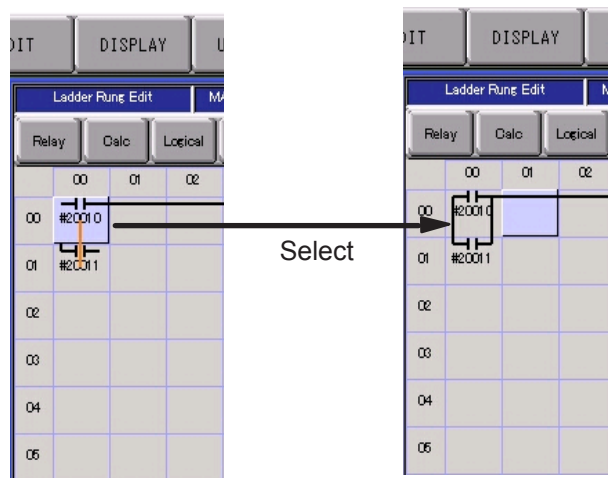 DIT DISPLAY U
Ladder Rung Edit MA
Relay Calc Logical
00 01 02
00 #20010
01 #20011
02
03
04
05
Select
DIT DISPLAY
Ladder Rung Edit M
Relay Calc Logical
00 01 02
00 #20010
01 #20011
02
03
04
05